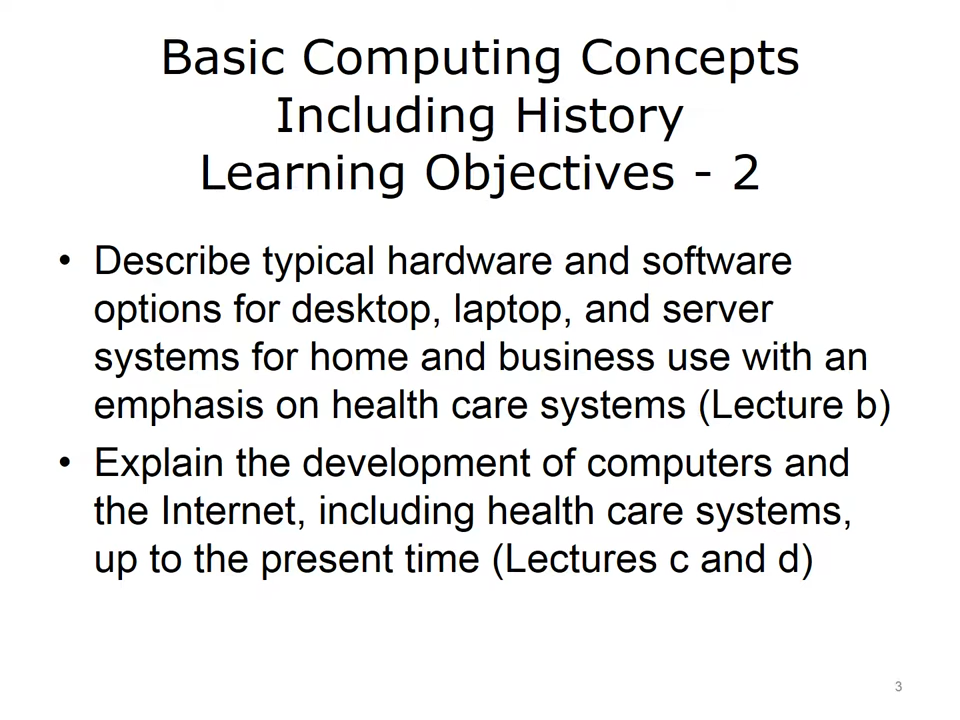 Basic Computing Concepts
Including History
Learning Objectives - 2
• Describe typical hardware and software
options for desktop, laptop, and server
systems for home and business use with an
emphasis on health care systems (Lecture b)
• Explain the development of computers and
the Internet, including health care systems,
up to the present time (Lectures c and d)
3